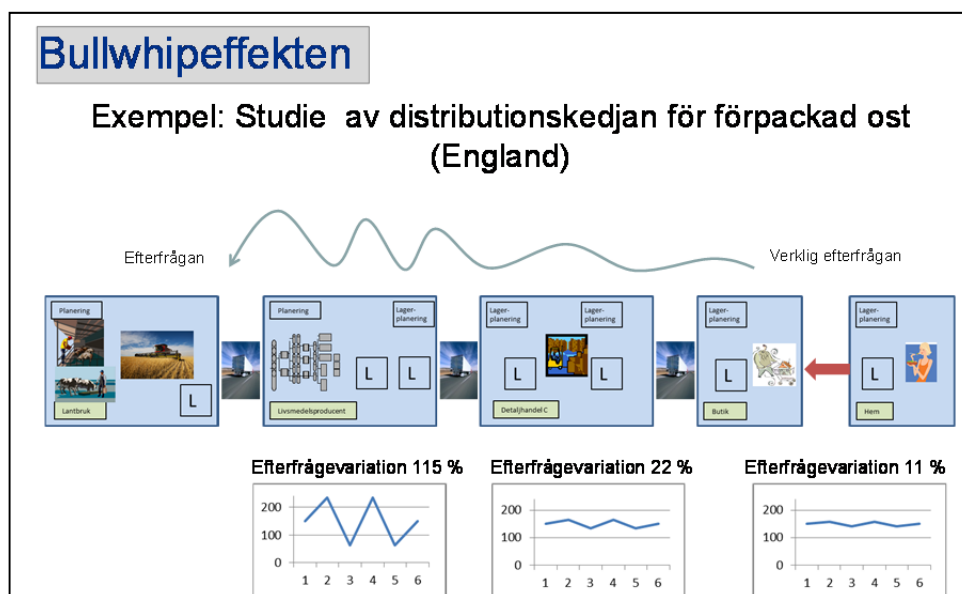 Bullwhipeffekten
Exempel: Studie av distributionskedjan för förpackad ost
(England)
Efterfrågan
Verklig efterfrågan
Planering
Lantbruk
L
Planering
Lager-
planering
L
L
Livsmedelsproducent
Lager-
planering
Lager-
planering
L
L
Detaljhandel C
Lager-
planering
L
Butik
Lager-
planering
L
Hem
Efterfrågevariation 115 %
200
100
0
1 2 3 4 5 6
Efterfrågevariation 22 %
200
100
0
1 2 3 4 5 6
Efterfrågevariation 11 %
200
100
0
1 2 3 4 5 6